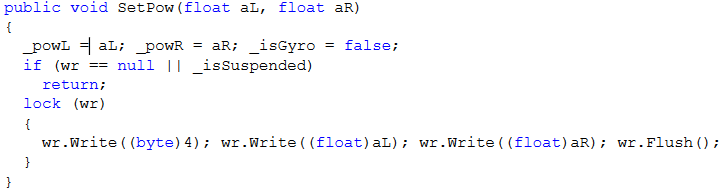 public void SetPow(float aL, float aR)
{
_powL = aL; _powR = aR; _isGyro = false;
if (wr == null || _isSuspended)
return;
lock (wr)
{
wr.Write((byte)4); wr.Write((float)aL); wr.Write((float)aR); wr.Flush();
}
}